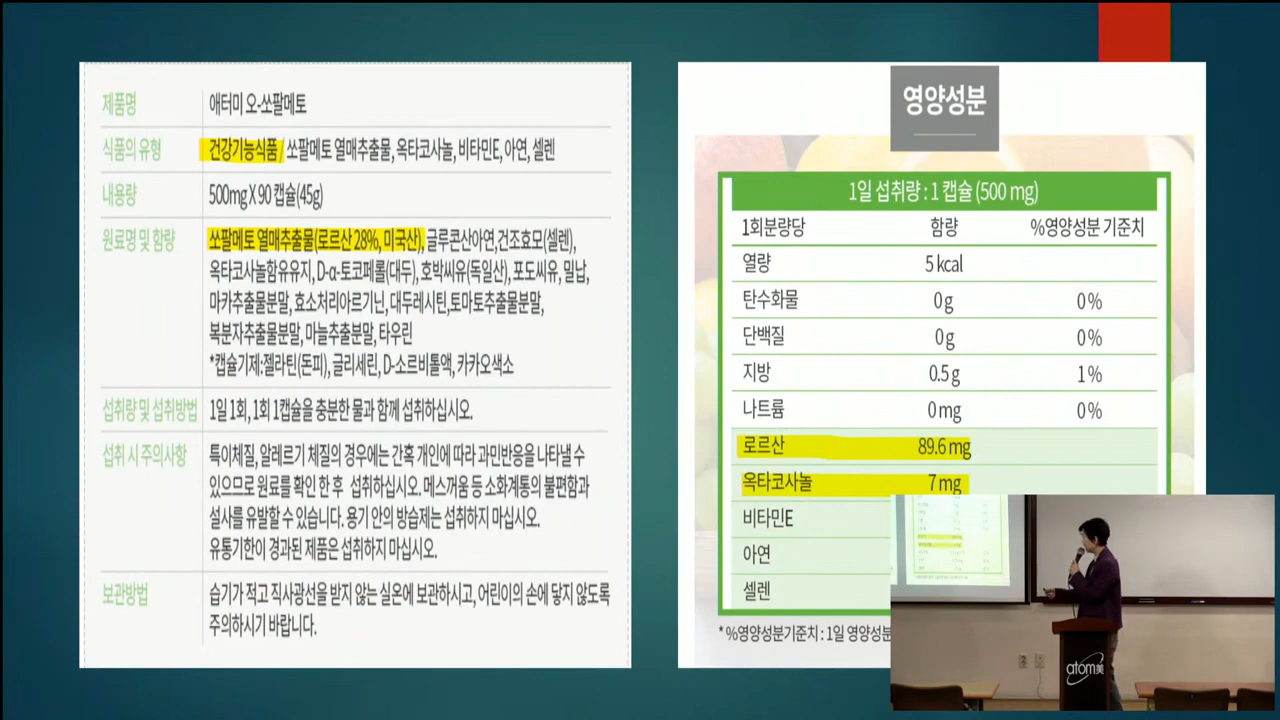 제품명 애터미 오-쏘팔메토
식품의 유형 건강기능식품 / 쏘팔메토 열매추출물, 옥타코사놀, 비타민E, 아연, 셀렌
내용량 500mg X 90 캡슐(45g)
원료명 및 함량 쏘팔메토 열매추출물(로르산 28%, 미국산), 글루콘산아연,건조효모(셀렌),
옥타코사놀함유유지, D-α-토코페롤(대두), 호박씨유(독일산), 포도씨유, 밀납,
마카추출물분말, 효소처리아르기닌, 대두레시틴,토마토추출물분말,
복분자추출물분말, 마늘추출분말, 타우린
*캡슐기제:젤라틴(돈피), 글리세린, D-소르비톨액, 카카오색소
섭취량 및 섭취방법 1일 1회, 1회 1캡슐을 충분한 물과 함께 섭취하십시오.
섭취 시 주의사항 특이체질, 알레르기 체질의 경우에는 간혹 개인에 따라 과민반응을 나타낼 수
있으므로 원료를 확인 한 후 섭취하십시오. 메스꺼움 등 소화계통의 불편함과
설사를 유발할 수 있습니다. 용기 안의 방습제는 섭취하지 마십시오.
유통기한이 경과된 제품은 섭취하지 마십시오.
보관방법 습기가 적고 직사광선을 받지 않는 실온에 보관하시고, 어린이의 손에 닿지 않도록
주의하시기 바랍니다.
영양성분
1일 섭취량 : 1 캡슐 (500 mg)
1회분량당 함량 %영양성분 기준치
열량 5 kcal
탄수화물 0 g 0 %
단백질 0 g 0 %
지방 0.5 g 1 %
나트륨 0 mg 0 %
로르산 89.6 mg
옥타코사놀 7 mg
비타민E
아연
셀렌
* %영양성분기준치 : 1일 영양성분
atom美